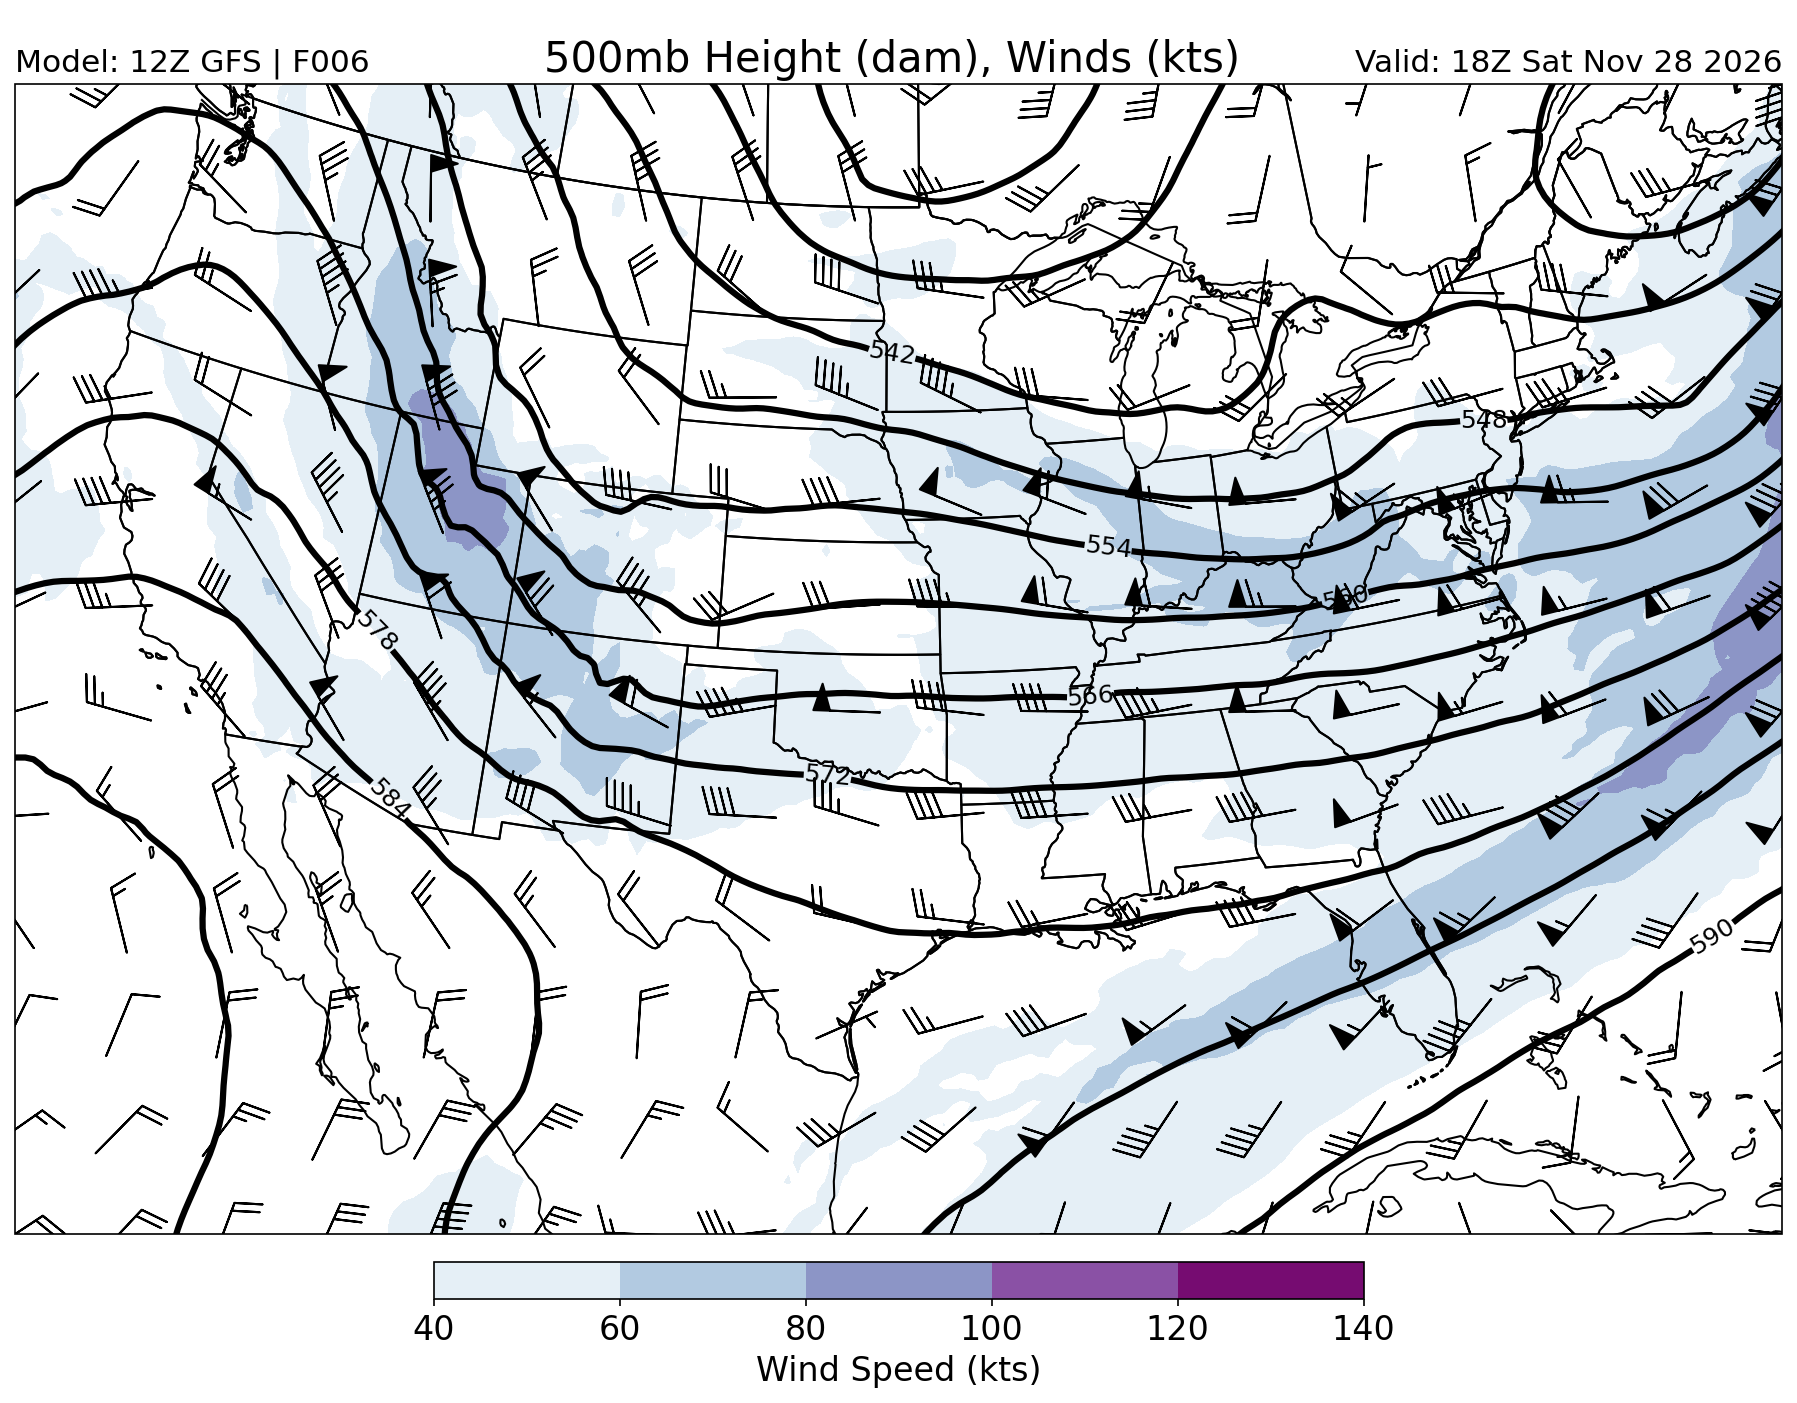 Model: 12Z GFS | F006
500mb Height (dam), Winds (kts)
Valid: 18Z Sat Nov 28 2026
542
548
554
560
578
566
572
584
590
40 60 80 100 120 140
Wind Speed (kts)